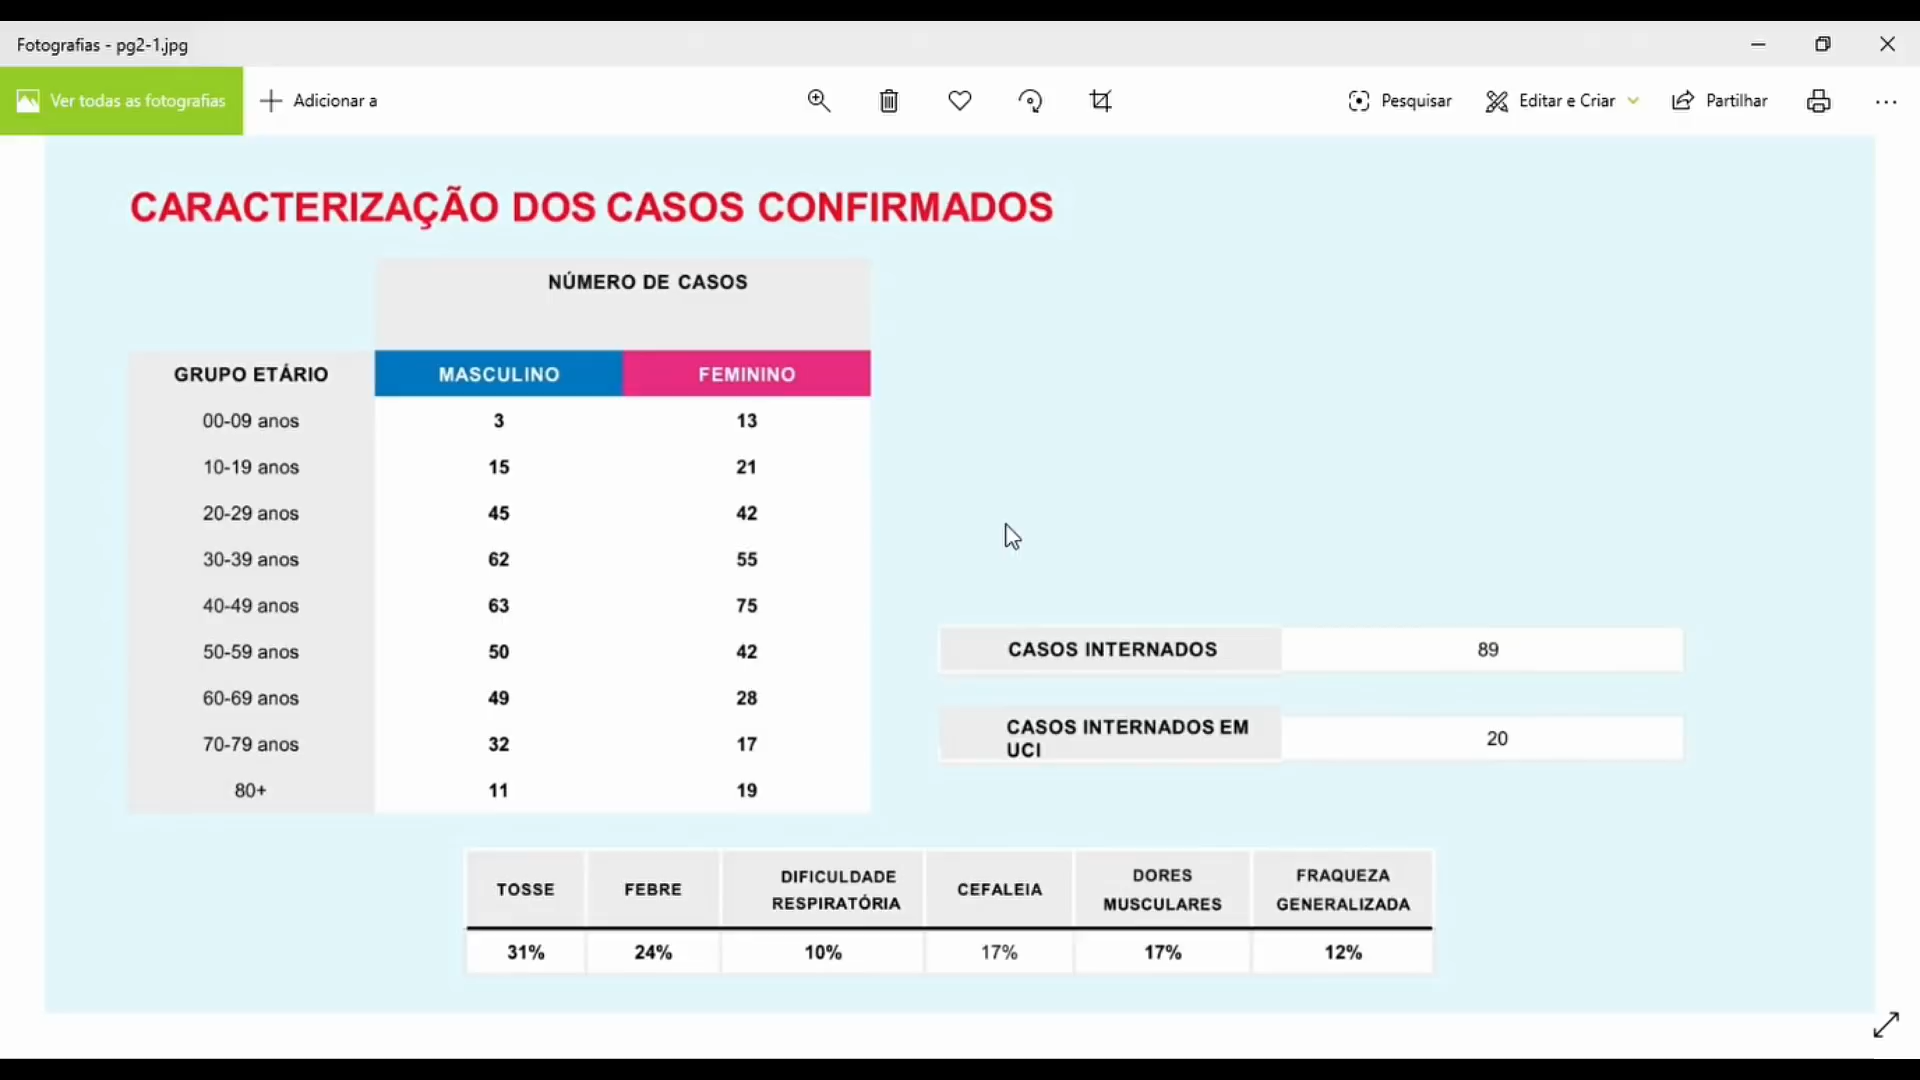 Fotografias - pg2-1.jpg
Ver todas as fotografias
Adicionar a
Pesquisar
Editar e Criar
Partilhar
CARACTERIZAÇÃO DOS CASOS CONFIRMADOS
NÚMERO DE CASOS
GRUPO ETÁRIO MASCULINO FEMININO
00-09 anos 3 13
10-19 anos 15 21
20-29 anos 45 42
30-39 anos 62 55
40-49 anos 63 75
50-59 anos 50 42
60-69 anos 49 28
70-79 anos 32 17
80+ 11 19
CASOS INTERNADOS 89
CASOS INTERNADOS EM
UCI
20
TOSSE
FEBRE
DIFICULDADE
RESPIRATÓRIA
CEFALEIA
DORES
MUSCULARES
FRAQUEZA
GENERALIZADA
31% 24% 10% 17% 17% 12%